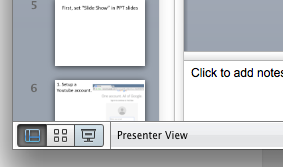 5
First, set "Slide Show" in PPT slides
6
1. Setup a
Youtube account.
Click to add notes
Presenter View